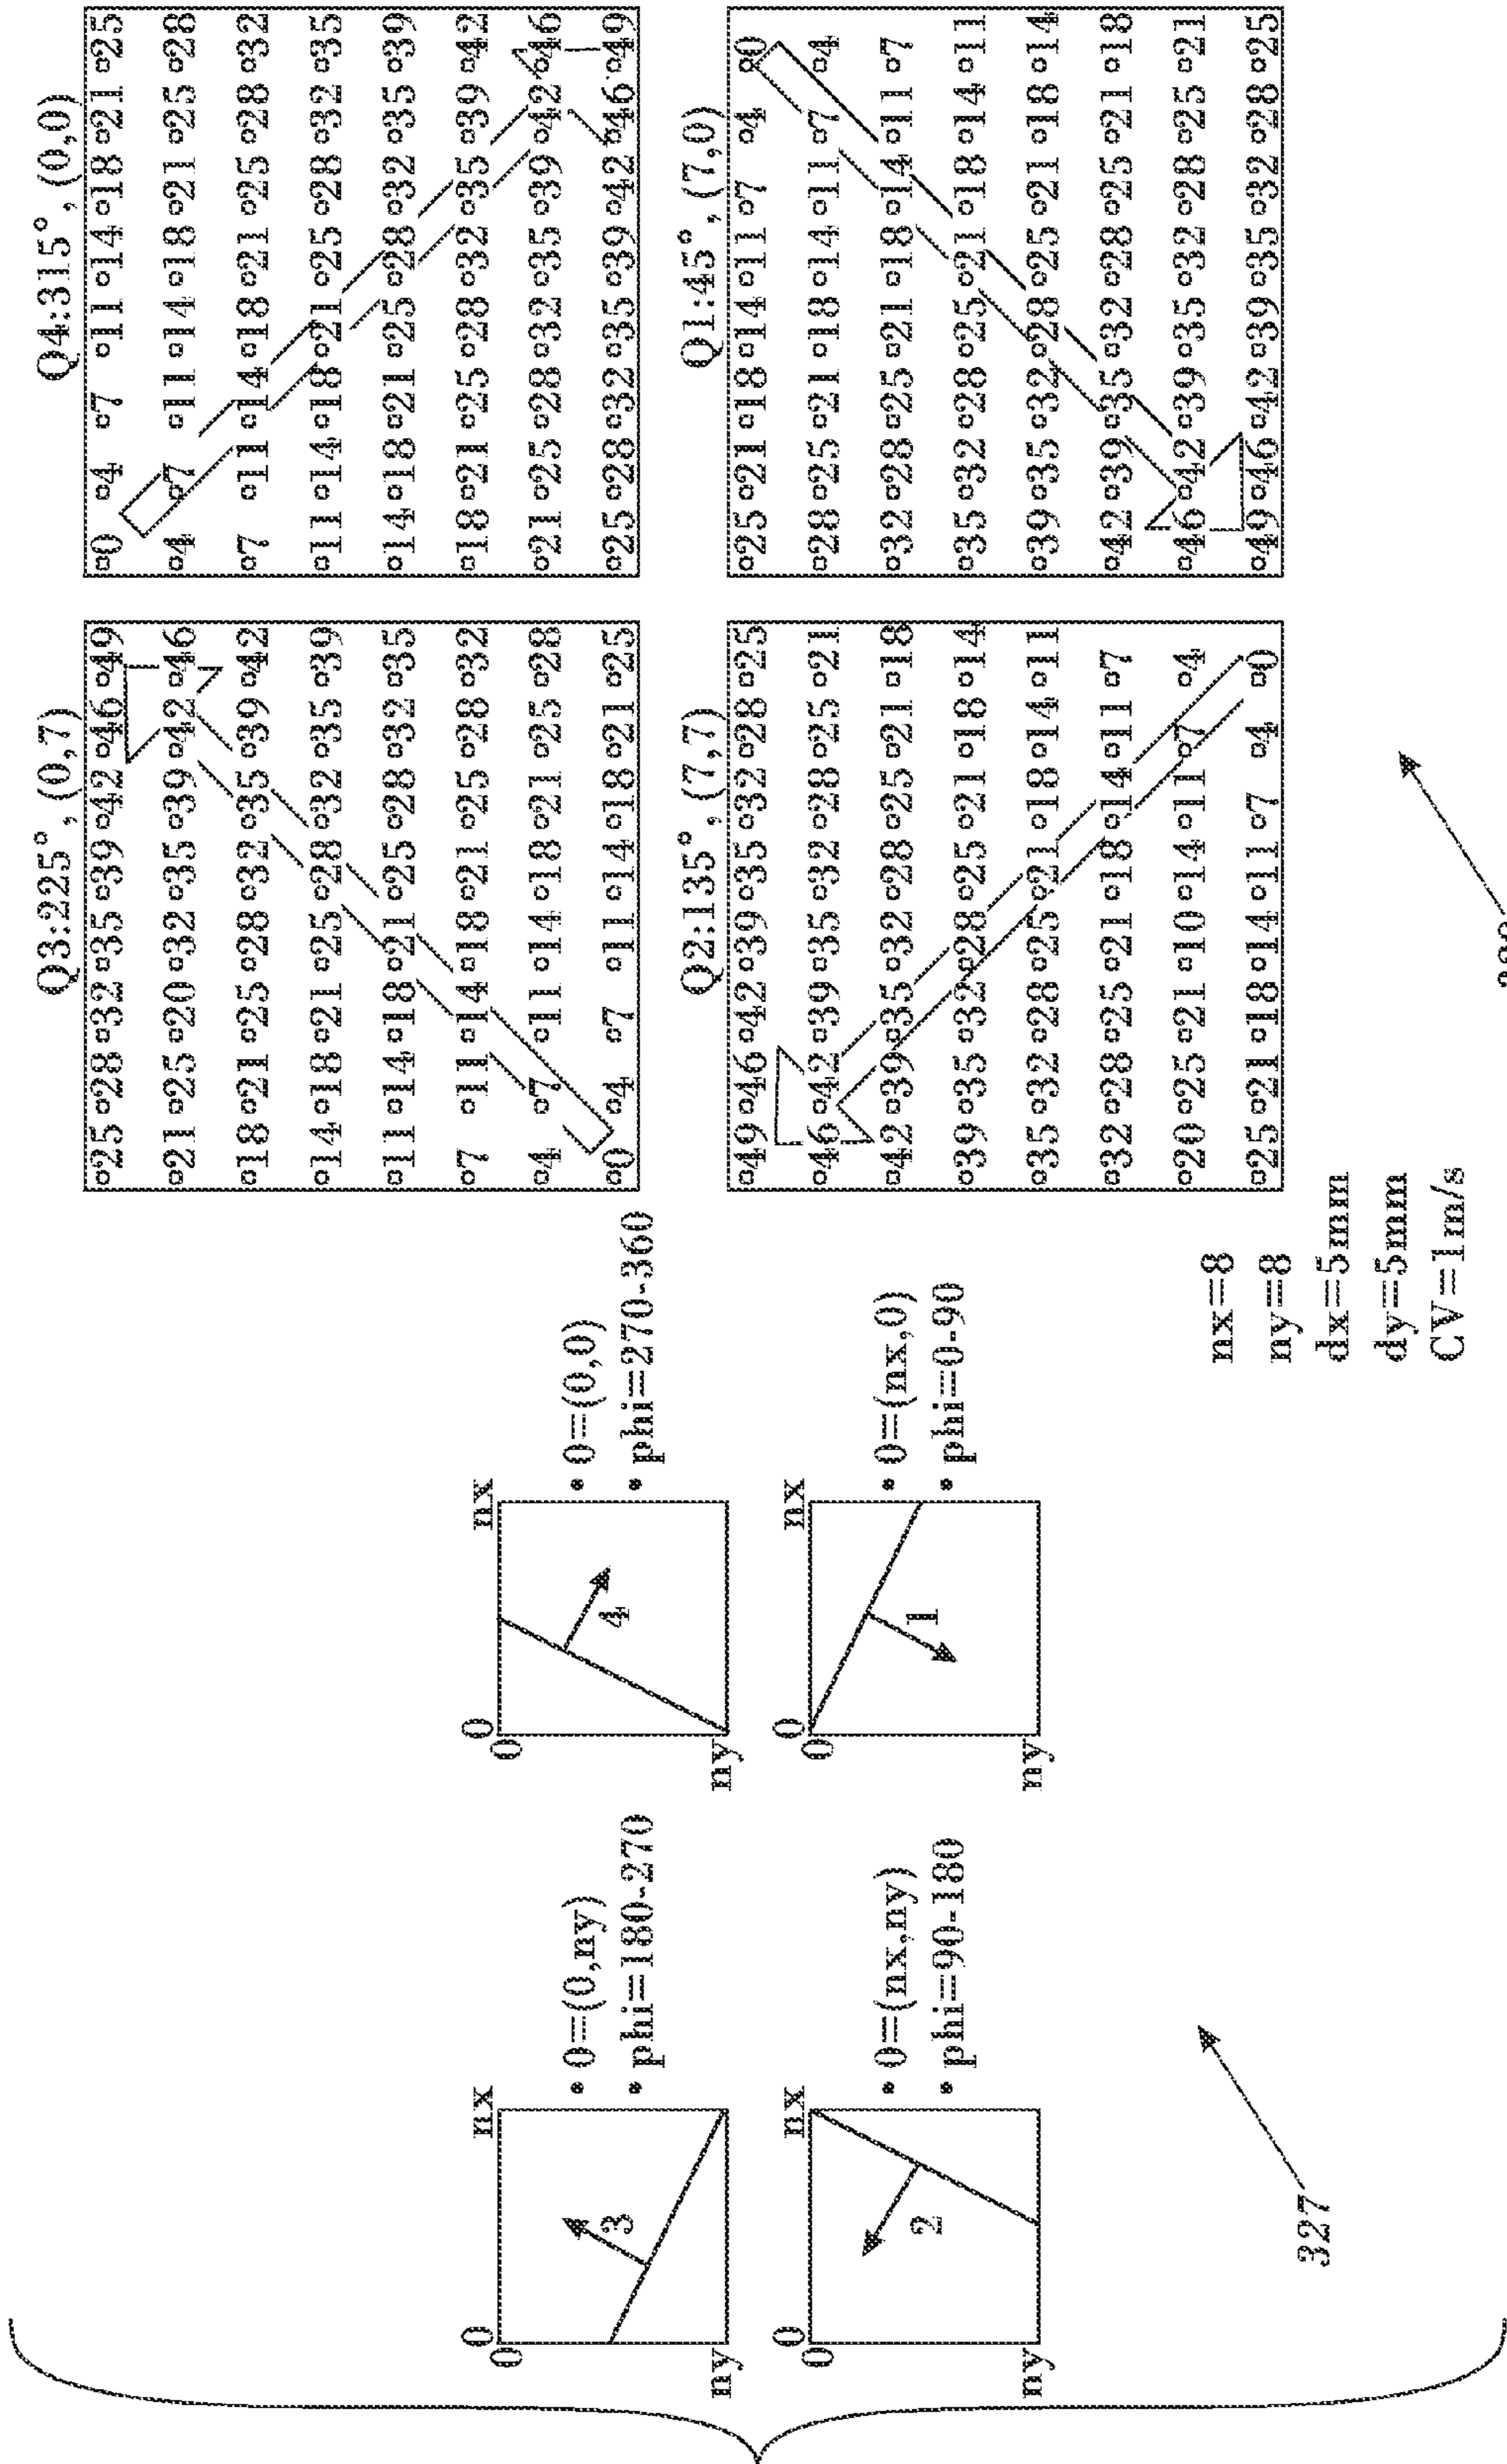 0 nx
0
3
ny
• 0=(0,ny)
• phi=180-270
0 nx
0
4
ny
• 0=(0,0)
• phi=270-360
0 nx
0
2
ny
• 0=(nx,ny)
• phi=90-180
0 nx
0
1
ny
• 0=(nx,0)
• phi=0-90
327
Q3:225°,(0,7)
25 28 32 35 39 42 46 49
21 25 20 32 35 39 42 46
18 21 25 28 32 35 39 42
14 18 21 25 28 32 35 39
11 14 18 21 25 28 32 35
7 11 14 18 21 25 28 32
4 7 11 14 18 21 25 28
0 4 7 11 14 18 21 25
Q4:315°,(0,0)
0 4 7 11 14 18 21 25
4 7 11 14 18 21 25 28
7 11 14 18 21 25 28 32
11 14 18 21 25 28 32 35
14 18 21 25 28 32 35 39
18 21 25 28 32 35 39 42
21 25 28 32 35 39 42 46
25 28 32 35 39 42 46 49
Q2:135°,(7,7)
49 46 42 39 35 32 28 25
46 42 39 35 32 28 25 21
42 39 35 32 28 25 21 18
39 35 32 28 25 21 18 14
35 32 28 25 21 18 14 11
32 28 25 21 18 14 11 7
20 25 21 10 14 11 7 4
25 21 18 14 11 7 4 0
Q1:45°,(7,0)
25 21 18 14 11 7 4 0
28 25 21 18 14 11 7 4
32 28 25 21 18 14 11 7
35 32 28 25 21 18 14 11
39 35 32 28 25 21 18 14
42 39 35 32 28 25 21 18
46 42 39 35 32 28 25 21
49 46 42 39 35 32 28 25
nx=8
ny=8
dx=5mm
dy=5mm
CV=1m/s